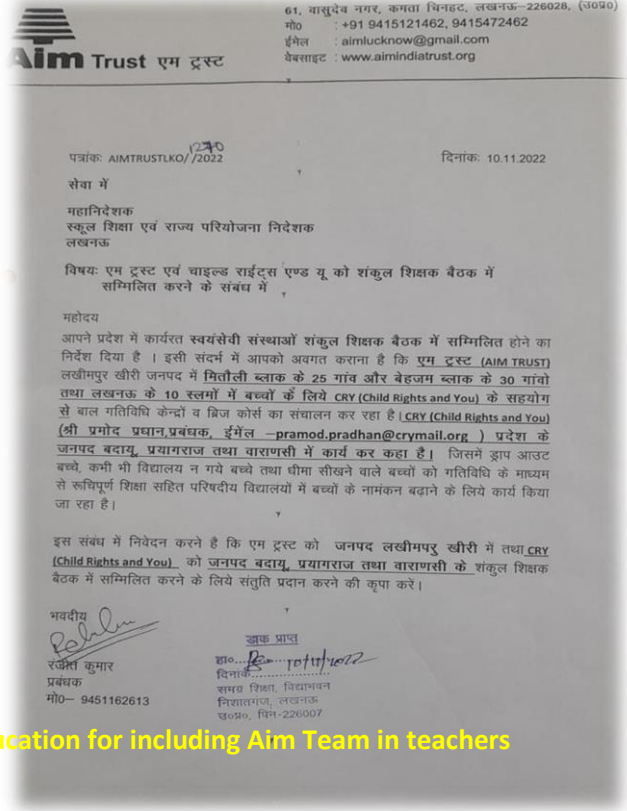 61, वासुदेव नगर, कमता चिनहट, लखनऊ–226028, (उ0प्र0)
मो0 : +91 9415121462, 9415472462
ईमेल : aimlucknow@gmail.com
वेबसाइट : www.aimindiatrust.org
Aim Trust एम ट्रस्ट
पत्रांकः AIMTRUSTLKO/1270/2022
दिनांकः 10.11.2022
सेवा में
महानिदेशक
स्कूल शिक्षा एवं राज्य परियोजना निदेशक
लखनऊ
विषयः एम ट्रस्ट एवं चाइल्ड राईट्स एण्ड यू को शंकुल शिक्षक बैठक में
सम्मिलित करने के संबंध में
महोदय
आपने प्रदेश में कार्यरत स्वयंसेवी संस्थाओं शंकुल शिक्षक बैठक में सम्मिलित होने का
निर्देश दिया है । इसी संदर्भ में आपको अवगत कराना है कि एम ट्रस्ट (AIM TRUST)
लखीमपुर खीरी जनपद में मितौली ब्लाक के 25 गांव और बेहजम ब्लाक के 30 गांवो
तथा लखनऊ के 10 स्लमों में बच्चों के लिये CRY (Child Rights and You) के सहयोग
से बाल गतिविधि केन्द्रों व ब्रिज कोर्स का संचालन कर रहा है। CRY (Child Rights and You)
(श्री प्रमोद प्रधान,प्रबंधक, ईमेंल –pramod.pradhan@crymail.org ) प्रदेश के
जनपद बदायू, प्रयागराज तथा वाराणसी में कार्य कर कहा है। जिसमें ड्राप आउट
बच्चे, कभी भी विद्यालय न गये बच्चे तथा धीमा सीखने वाले बच्चों को गतिविधि के माध्यम
से रूचिपूर्ण शिक्षा सहित परिषदीय विद्यालयों में बच्चों के नामंकन बढ़ाने के लिये कार्य किया
जा रहा है।
इस संबंध में निवेदन करने है कि एम ट्रस्ट को जनपद लखीमपरु खीरी में तथा CRY
(Child Rights and You) को जनपद बदायू, प्रयागराज तथा वाराणसी के शंकुल शिक्षक
बैठक में सम्मिलित करने के लिये संतुति प्रदान करने की कृपा करें।
भवदीय
रंजीत कुमार
प्रबंधक
मो0– 9451162613
डाक प्राप्त
ह0... 10/11/2022
दिनांक..............
समग्र शिक्षा, विद्याभवन
निशातगंज, लखनऊ
उ0प्र0, पिन-226007
ucation for including Aim Team in teachers